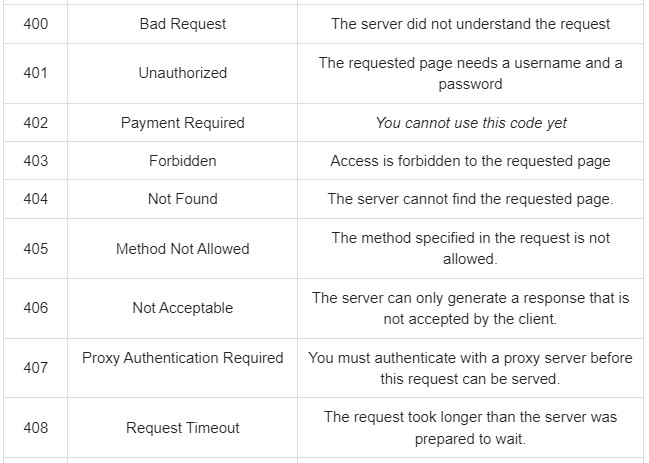 400 Bad Request The server did not understand the request
401 Unauthorized The requested page needs a username and a
password
402 Payment Required You cannot use this code yet
403 Forbidden Access is forbidden to the requested page
404 Not Found The server cannot find the requested page.
405 Method Not Allowed The method specified in the request is not
allowed.
406 Not Acceptable The server can only generate a response that is
not accepted by the client.
407 Proxy Authentication Required You must authenticate with a proxy server before
this request can be served.
408 Request Timeout The request took longer than the server was
prepared to wait.